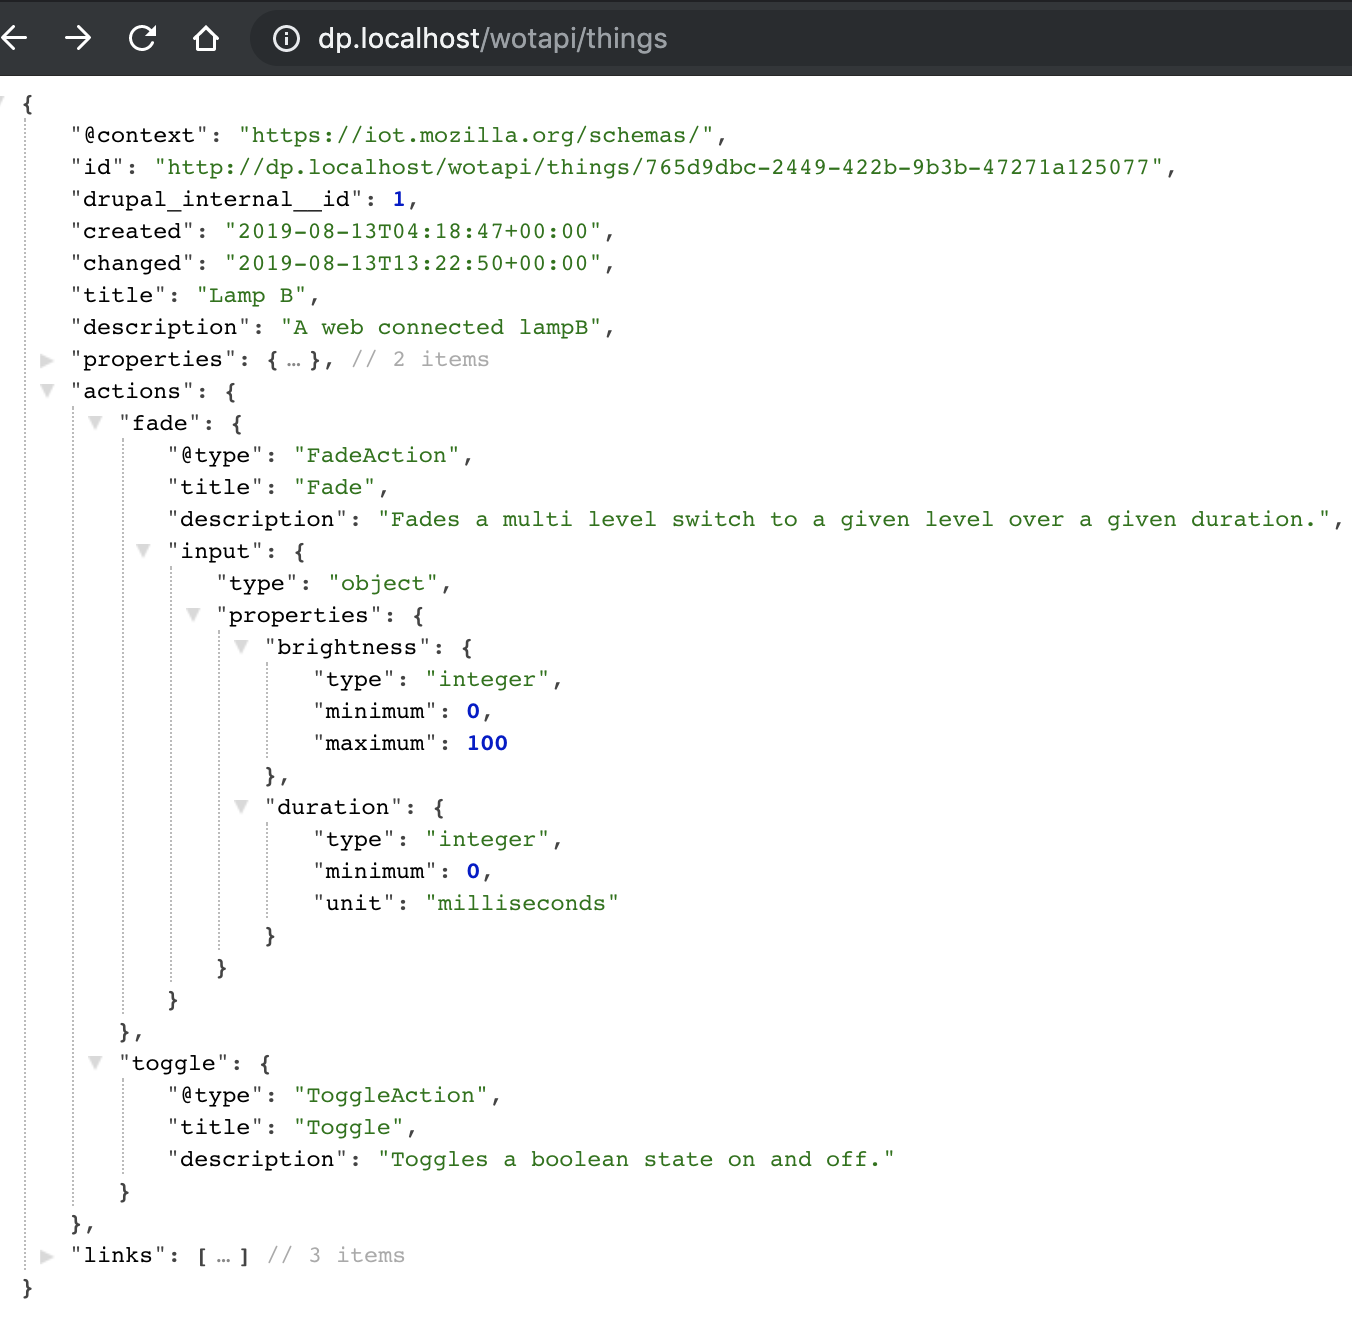 dp.localhost/wotapi/things
{
"@context": "https://iot.mozilla.org/schemas/",
"id": "http://dp.localhost/wotapi/things/765d9dbc-2449-422b-9b3b-47271a125077",
"drupal_internal__id": 1,
"created": "2019-08-13T04:18:47+00:00",
"changed": "2019-08-13T13:22:50+00:00",
"title": "Lamp B",
"description": "A web connected lampB",
"properties": { … }, // 2 items
"actions": {
"fade": {
"@type": "FadeAction",
"title": "Fade",
"description": "Fades a multi level switch to a given level over a given duration.",
"input": {
"type": "object",
"properties": {
"brightness": {
"type": "integer",
"minimum": 0,
"maximum": 100
},
"duration": {
"type": "integer",
"minimum": 0,
"unit": "milliseconds"
}
}
}
},
"toggle": {
"@type": "ToggleAction",
"title": "Toggle",
"description": "Toggles a boolean state on and off."
}
},
"links": [ … ] // 3 items
}